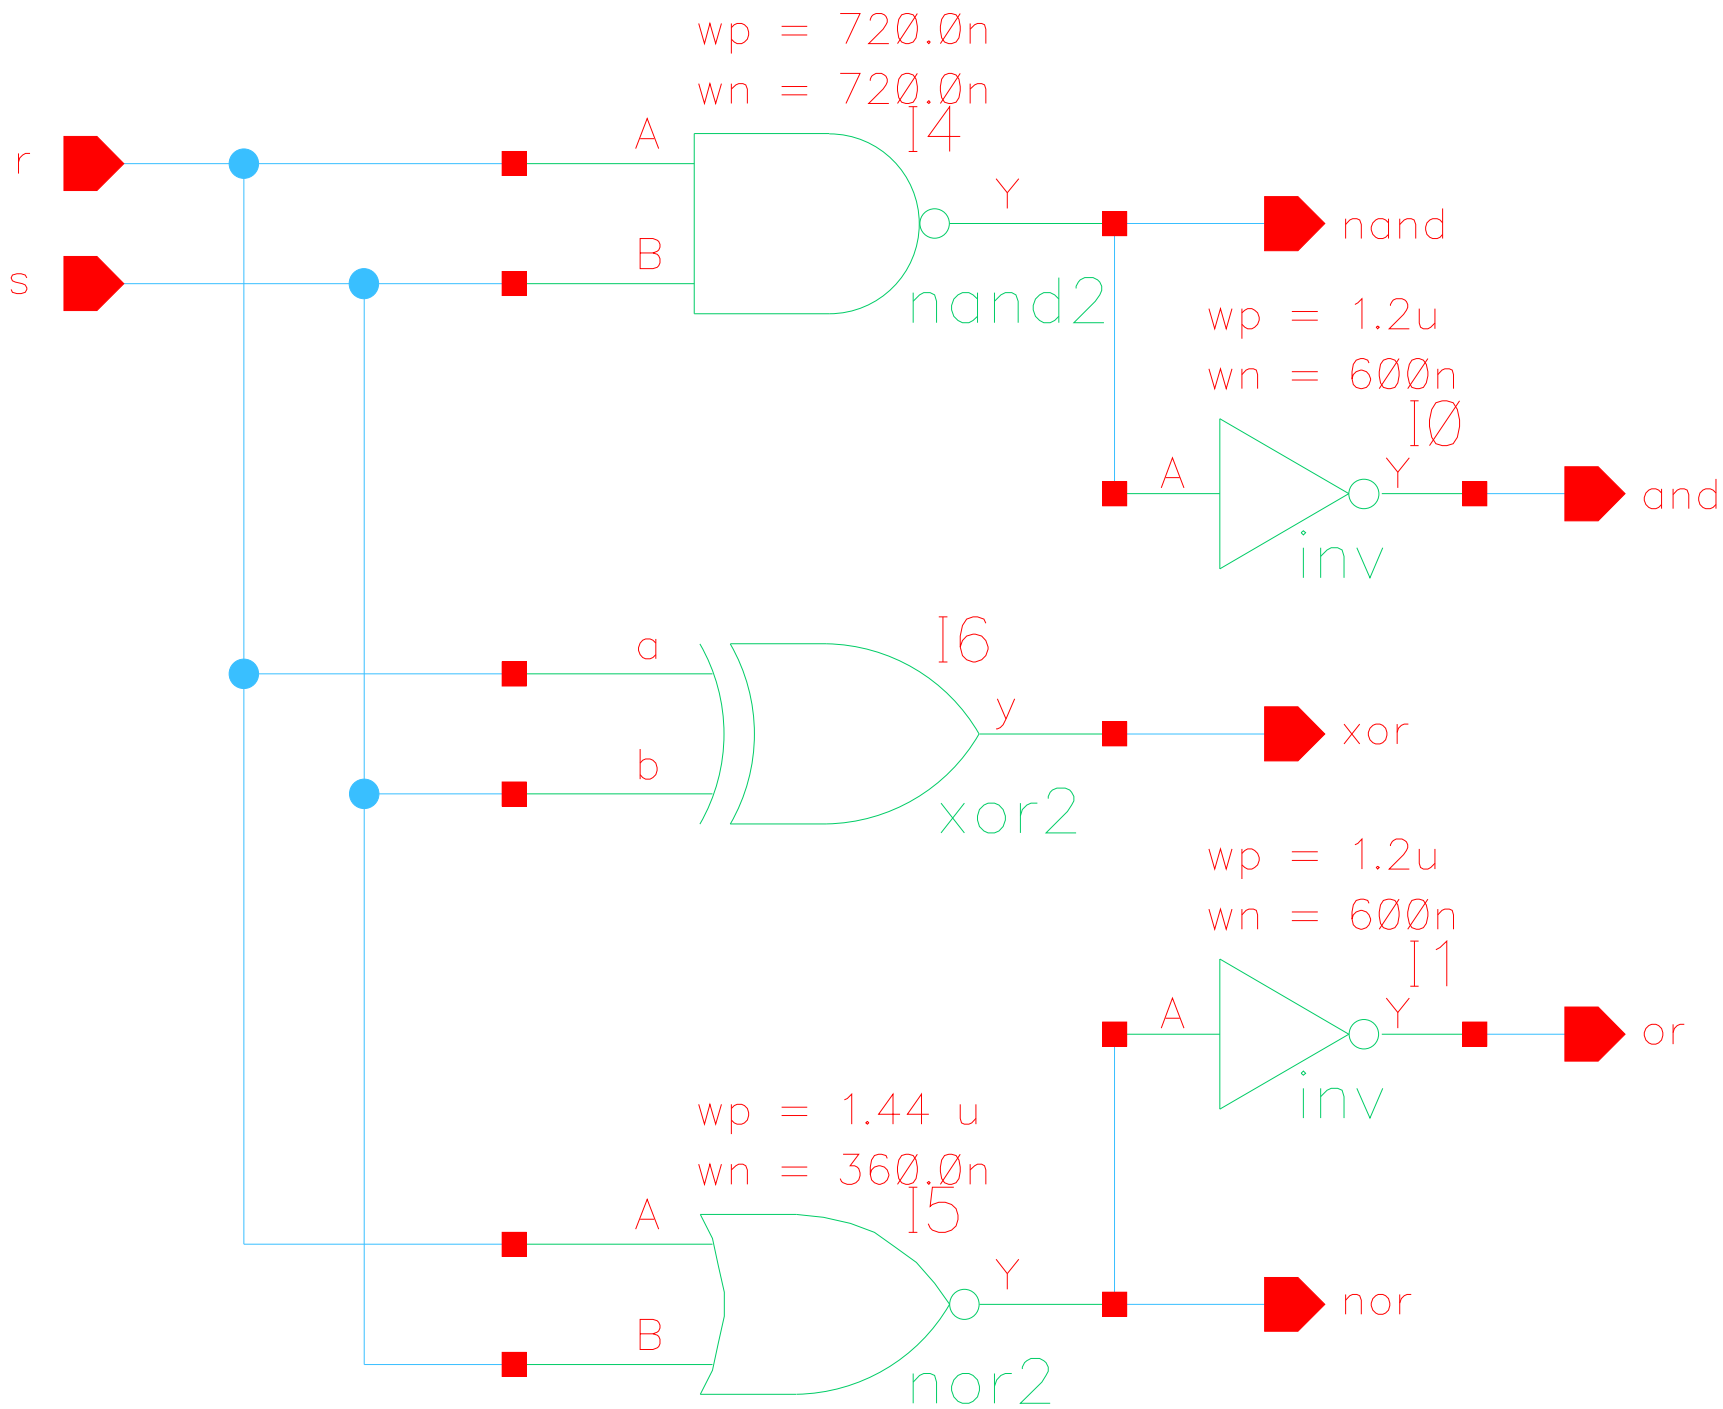 wp = 720.0n
wn = 720.0n
I4
r
A
Y
nand
s
B
nand2
wp = 1.2u
wn = 600n
I0
A
Y
and
inv
I6
a
y
xor
b
xor2
wp = 1.2u
wn = 600n
I1
A
Y
or
inv
wp = 1.44 u
wn = 360.0n
I5
A
Y
nor
B
nor2